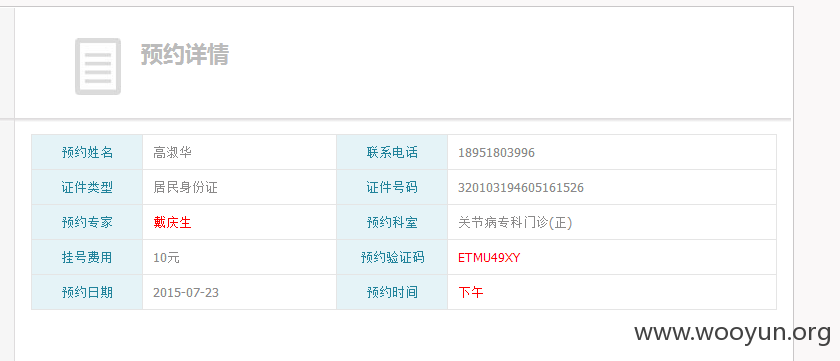 预约详情
预约姓名 高淑华 联系电话 18951803996
证件类型 居民身份证 证件号码 320103194605161526
预约专家 戴庆生 预约科室 关节病专科门诊(正)
挂号费用 10元 预约验证码 ETMU49XY
预约日期 2015-07-23 预约时间 下午
www.wooyun.org